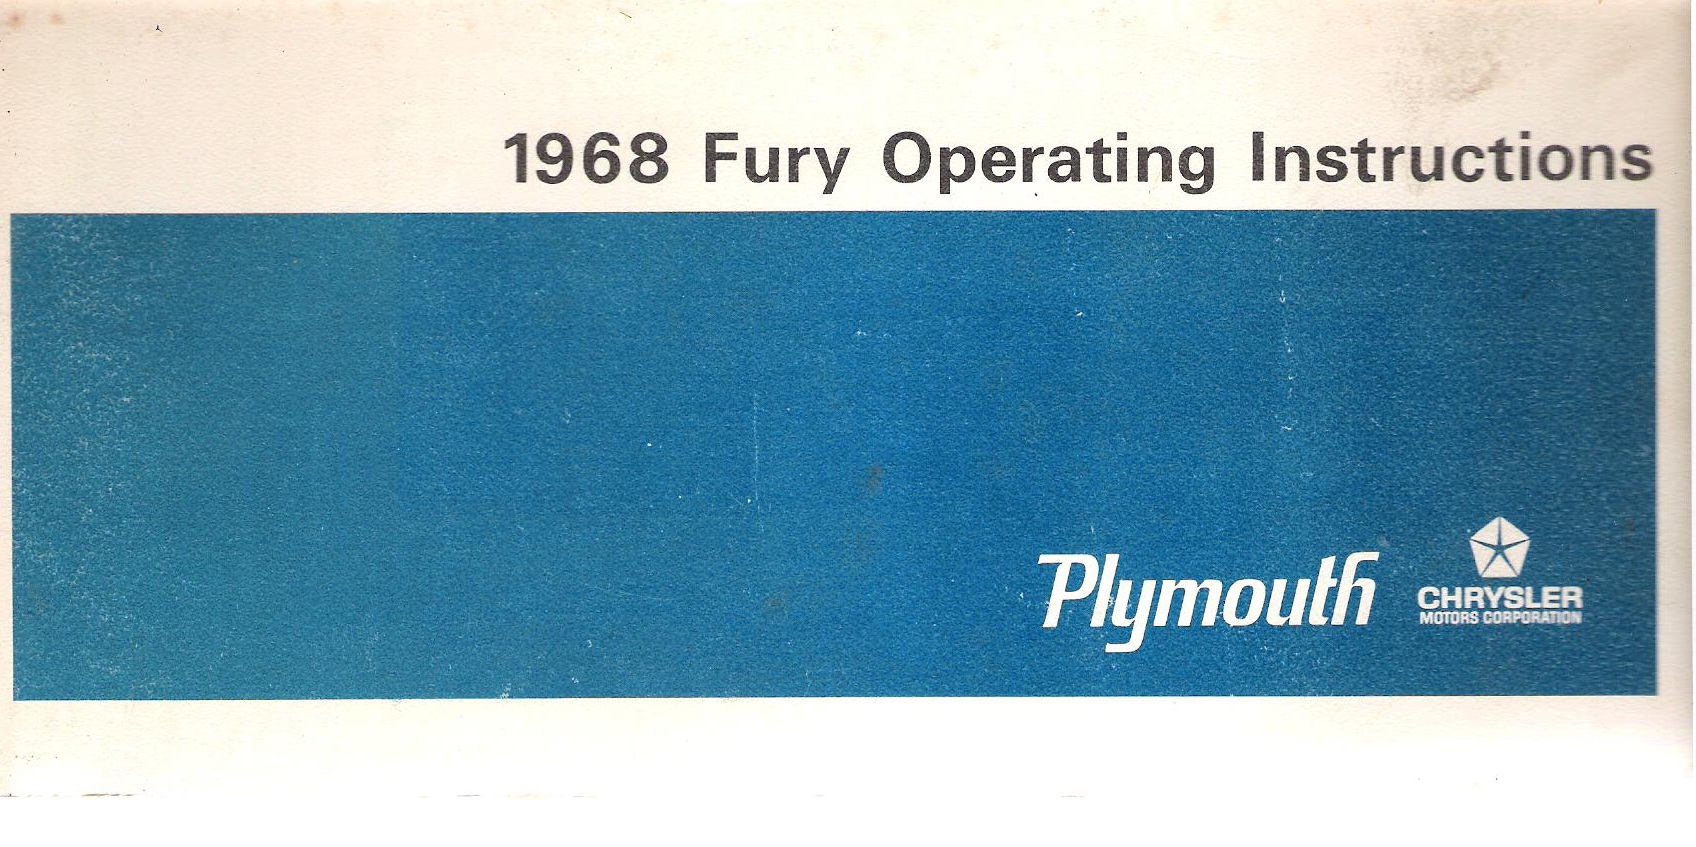 1968 Fury Operating Instructions
Plymouth
CHRYSLER
MOTORS CORPORATION